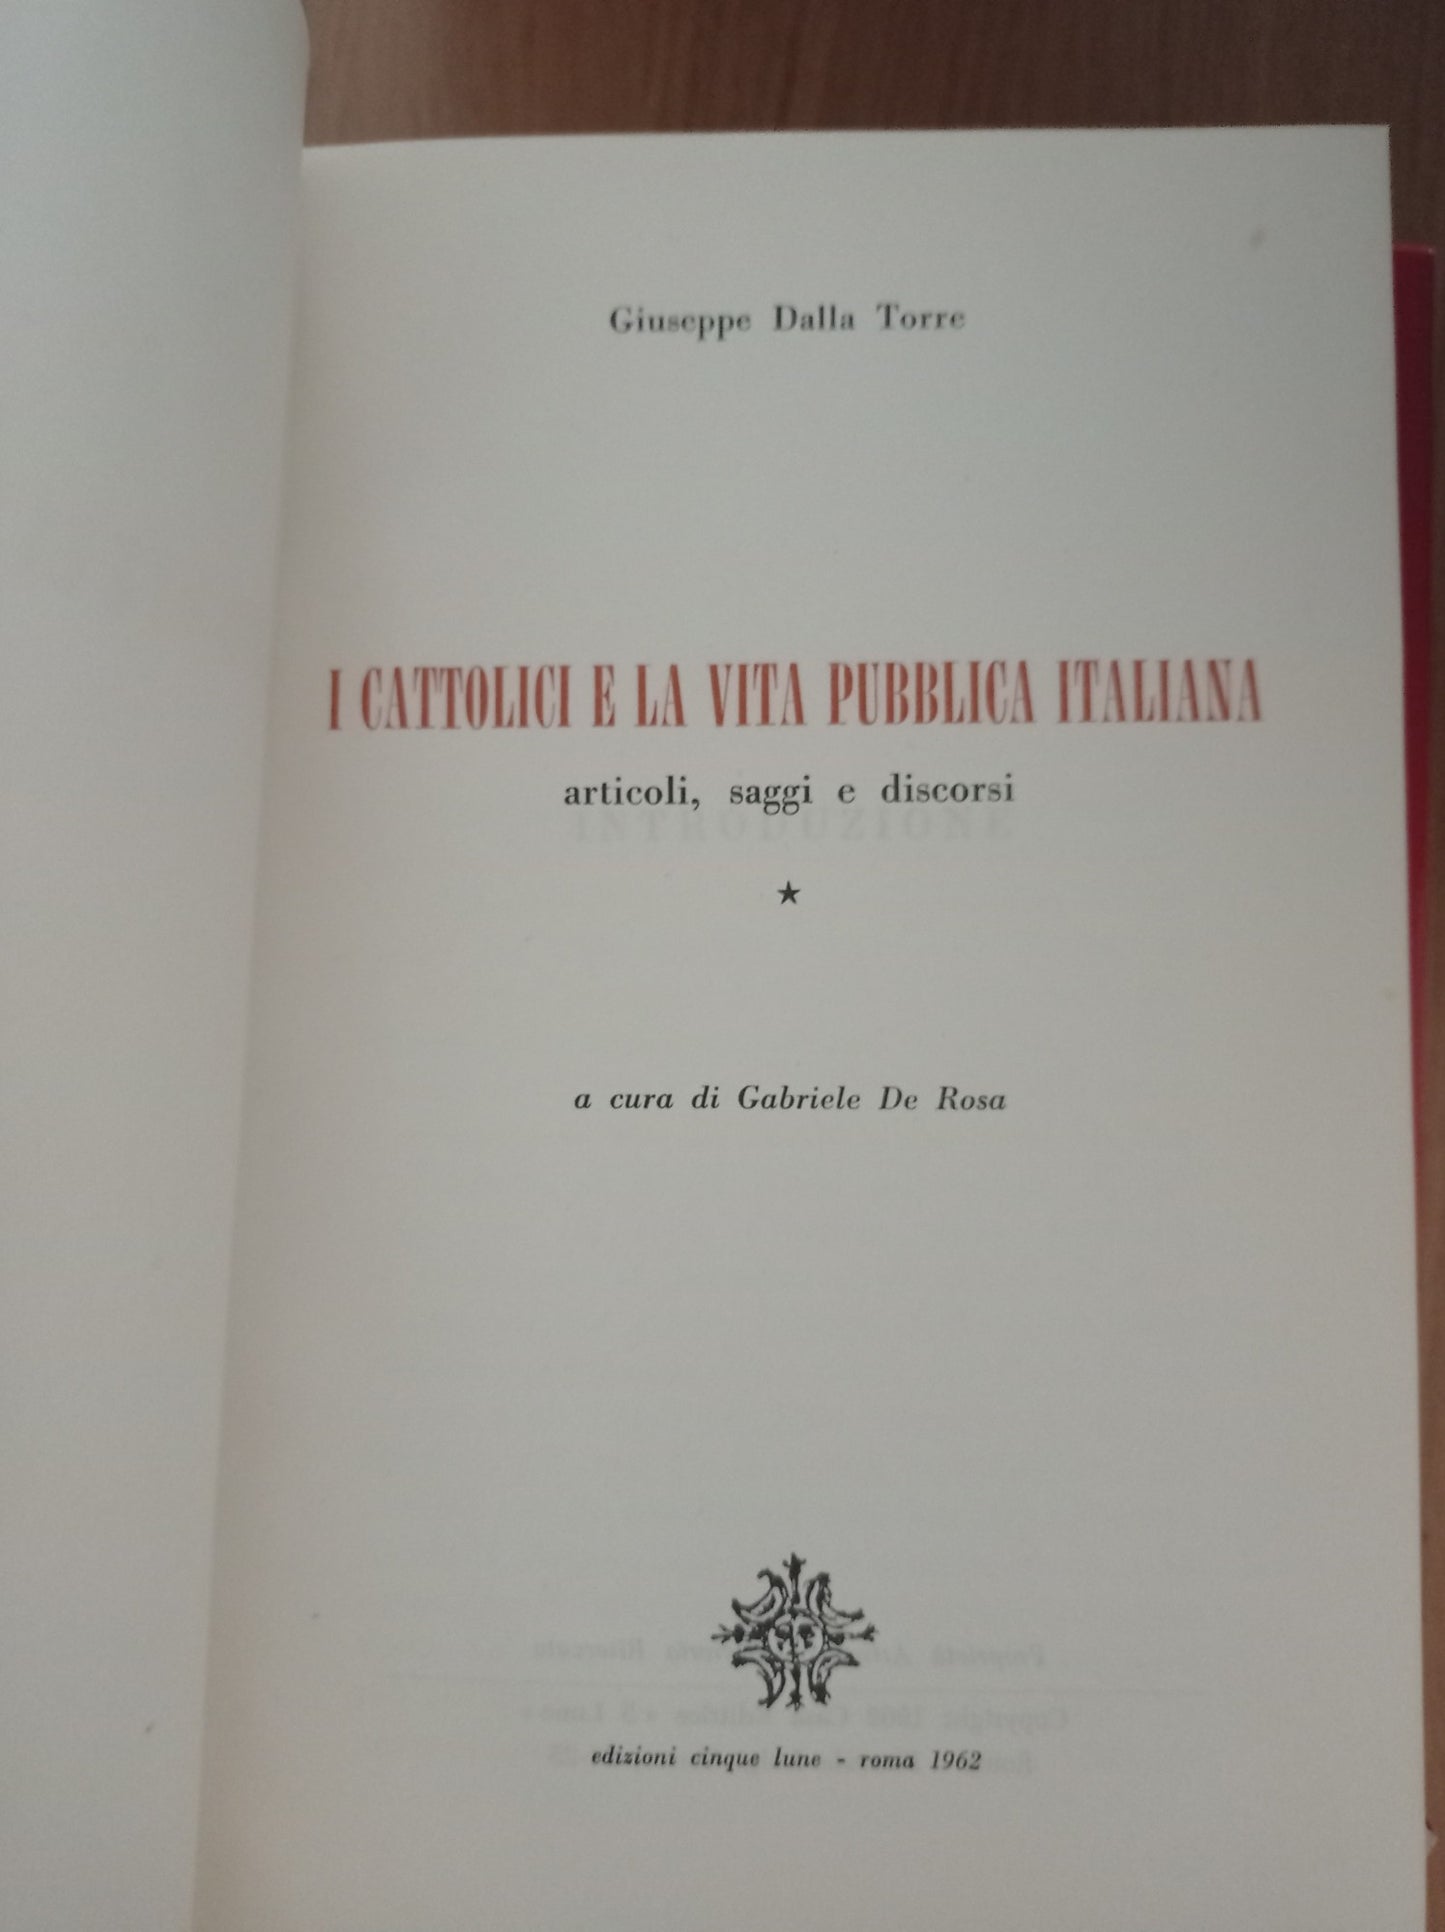 Giuseppe Dalla Torre
I CATTOLICI E LA VITA PUBBLICA ITALIANA
articoli, saggi e discorsi
INTRODUZIONE
★
a cura di Gabriele De Rosa
edizioni cinque lune - roma 1962